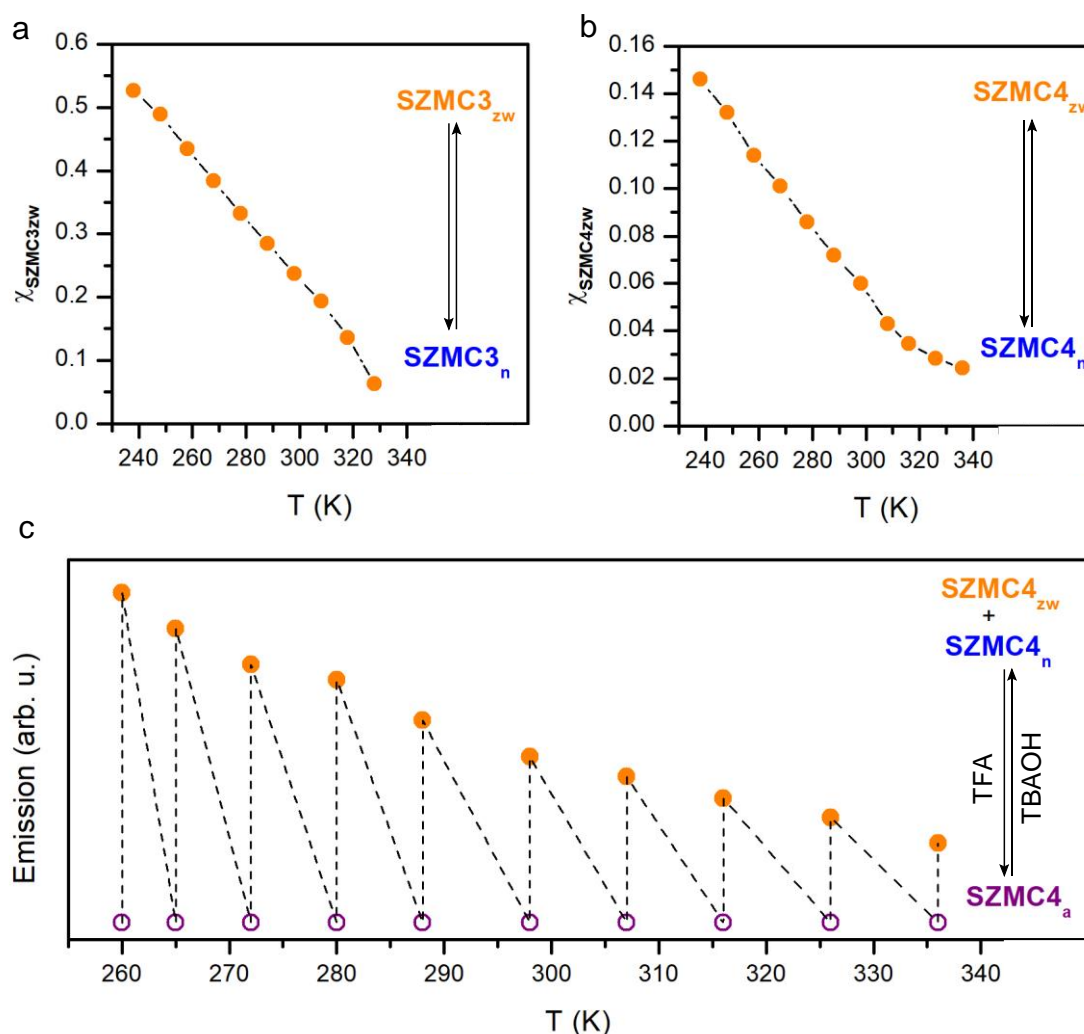 a
0.6
0.5
0.4
0.3
0.2
0.1
0.0
χSZMC3zw
240 260 280 300 320 340
T (K)
SZMC3zw
SZMC3n
b
0.16
0.14
0.12
0.10
0.08
0.06
0.04
0.02
0.00
χSZMC4zw
240 260 280 300 320 340
T (K)
SZMC4zw
SZMC4n
c
Emission (arb. u.)
260 270 280 290 300 310 320 330 340
T (K)
SZMC4zw
+
SZMC4n
TFA
TBAOH
SZMC4a